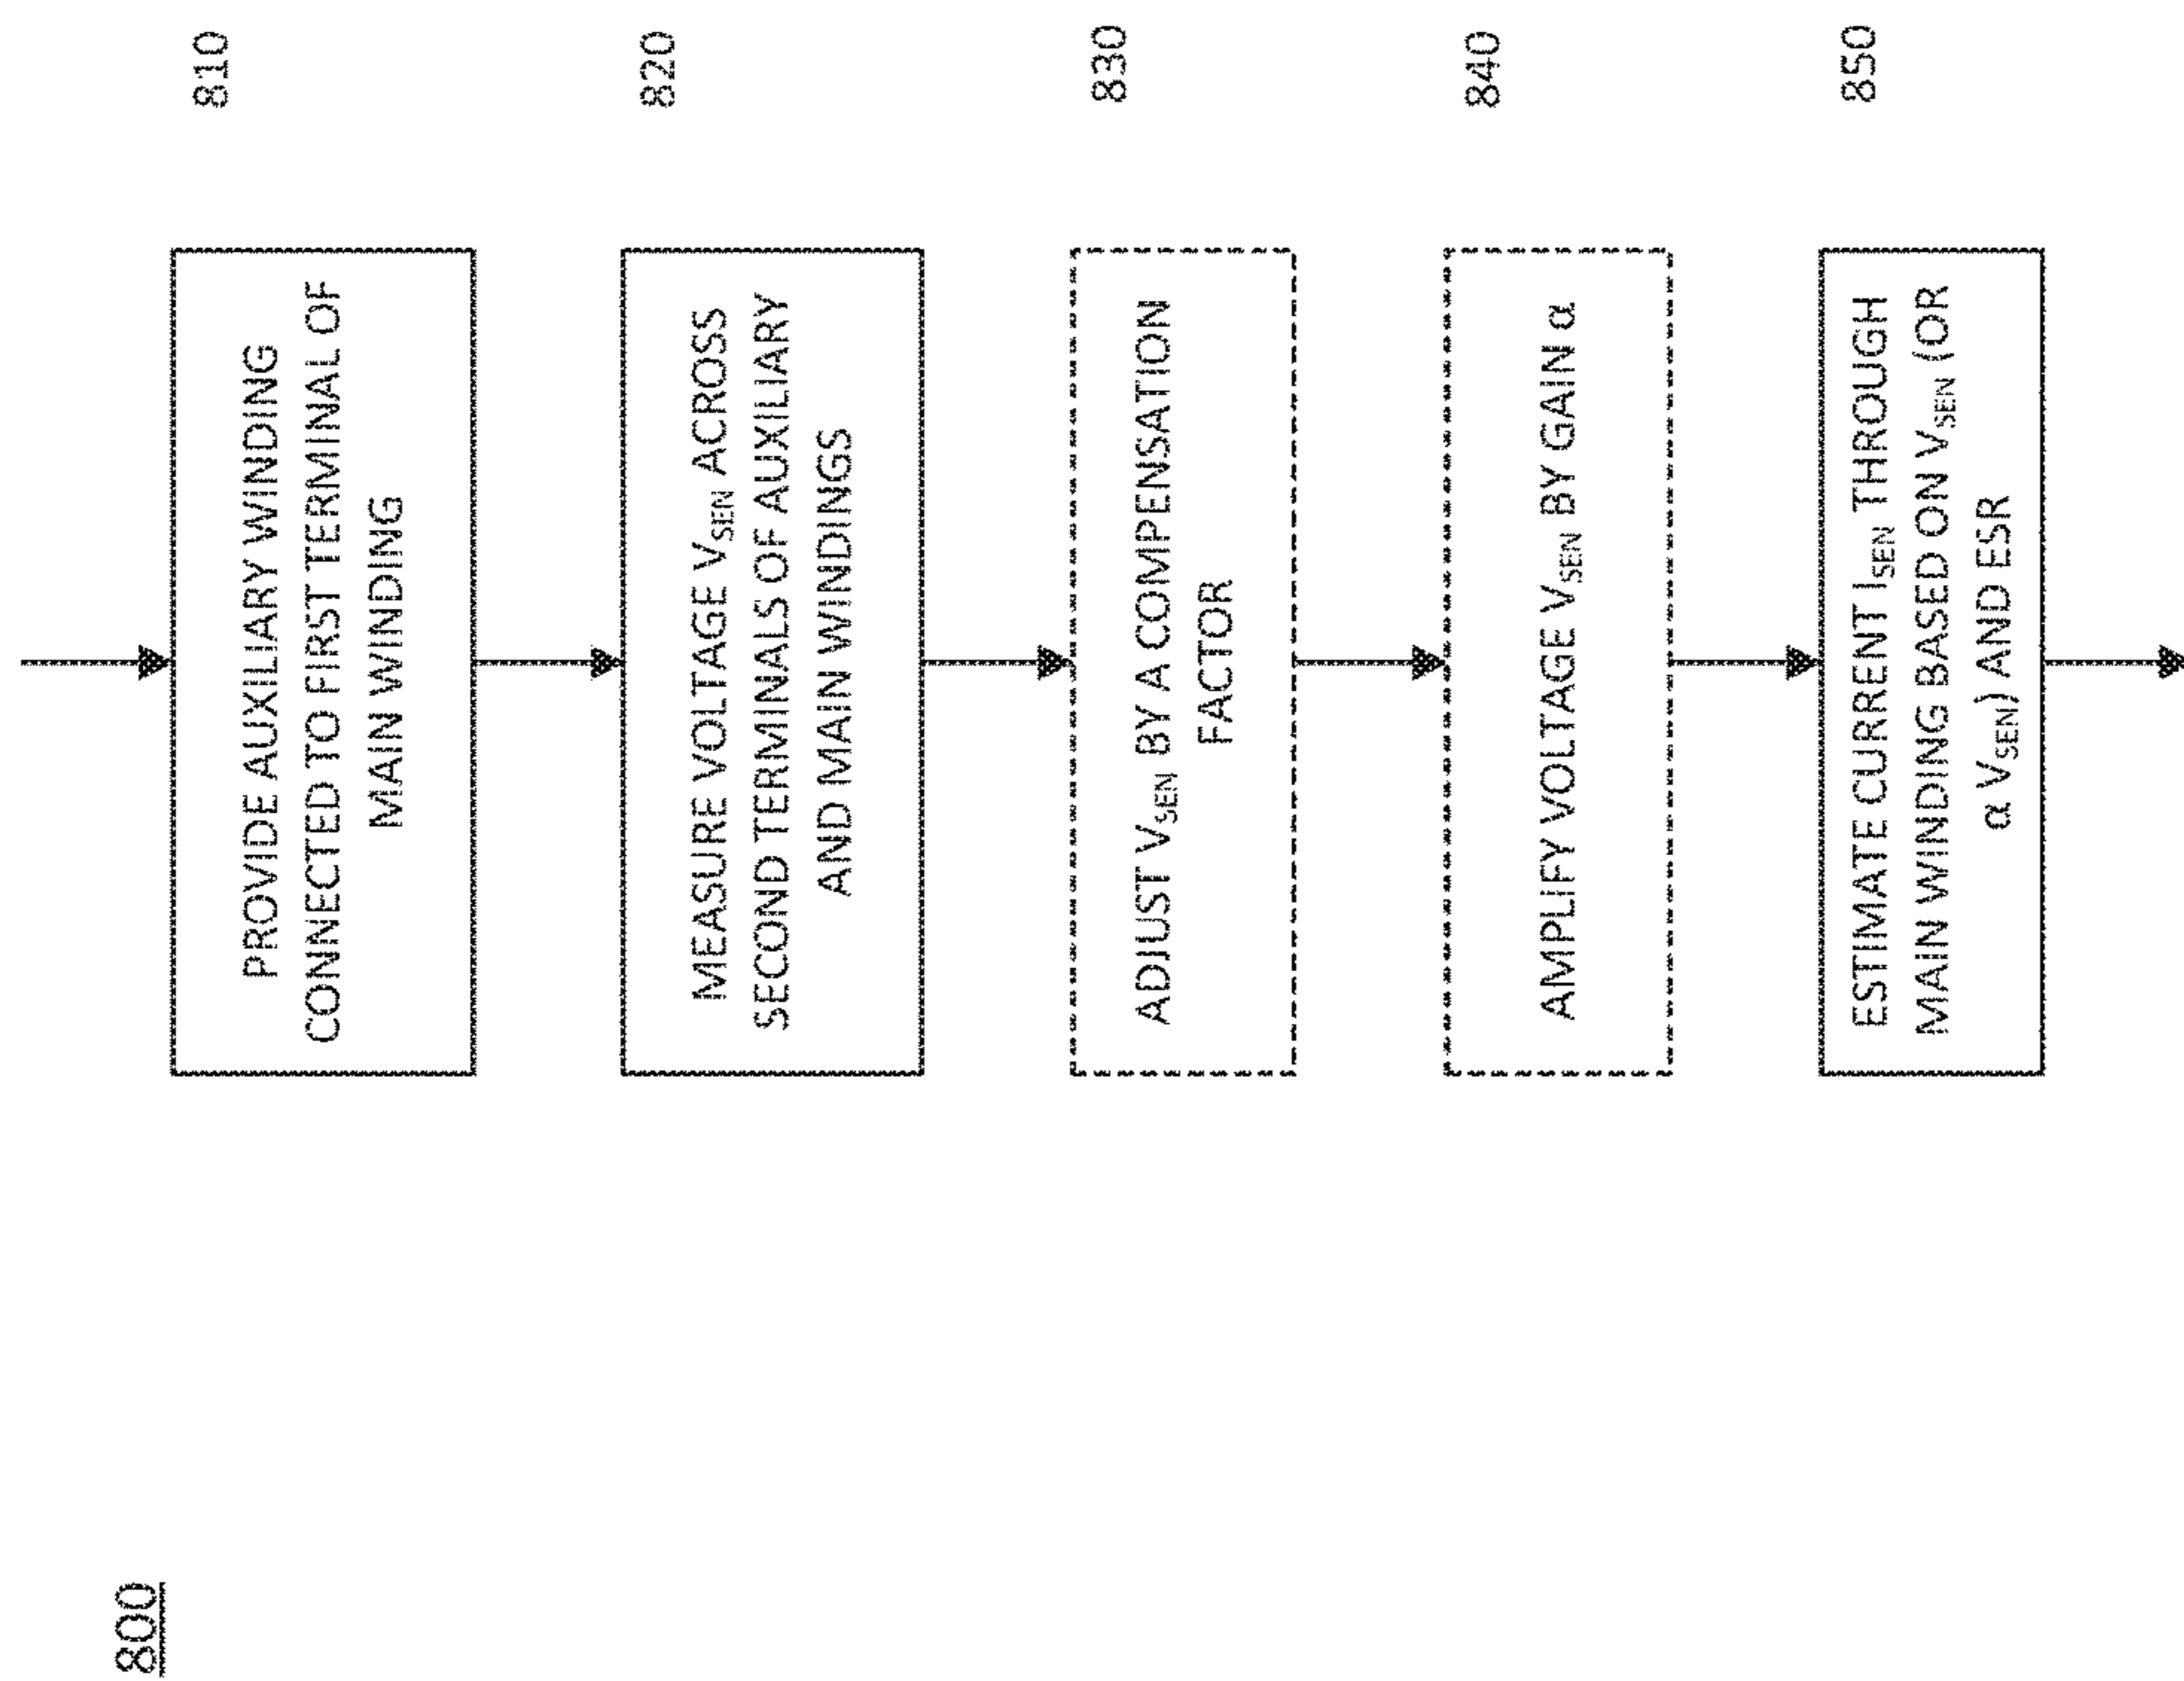 800
810
PROVIDE AUXILIARY WINDING
CONNECTED TO FIRST TERMINAL OF
MAIN WINDING
820
MEASURE VOLTAGE VSEN ACROSS
SECOND TERMINALS OF AUXILIARY
AND MAIN WINDINGS
830
ADJUST VSEN BY A COMPENSATION
FACTOR
840
AMPLIFY VOLTAGE VSEN BY GAIN α
850
ESTIMATE CURRENT ISEN THROUGH
MAIN WINDING BASED ON VSEN (OR
α VSEN) AND ESR